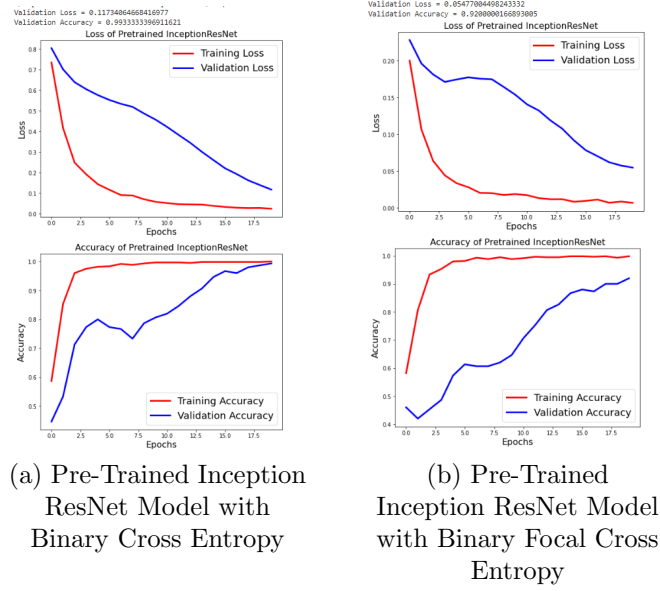 Validation Loss = 0.11734064668416977
Validation Accuracy = 0.9933333396911621
Loss of Pretrained InceptionResNet
Training Loss
Validation Loss
Loss
0.8
0.7
0.6
0.5
0.4
0.3
0.2
0.1
0.0
0.0 2.5 5.0 7.5 10.0 12.5 15.0 17.5
Epochs
Accuracy of Pretrained InceptionResNet
Accuracy
1.0
0.9
0.8
0.7
0.6
0.5
Training Accuracy
Validation Accuracy
0.0 2.5 5.0 7.5 10.0 12.5 15.0 17.5
Epochs
(a) Pre-Trained Inception
ResNet Model with
Binary Cross Entropy
Validation Loss = 0.05477004498243332
Validation Accuracy = 0.9200000166893005
Loss of Pretrained InceptionResNet
Training Loss
Validation Loss
Loss
0.20
0.15
0.10
0.05
0.00
0.0 2.5 5.0 7.5 10.0 12.5 15.0 17.5
Epochs
Accuracy of Pretrained InceptionResNet
Accuracy
1.0
0.9
0.8
0.7
0.6
0.5
0.4
Training Accuracy
Validation Accuracy
0.0 2.5 5.0 7.5 10.0 12.5 15.0 17.5
Epochs
(b) Pre-Trained
Inception ResNet Model
with Binary Focal Cross
Entropy